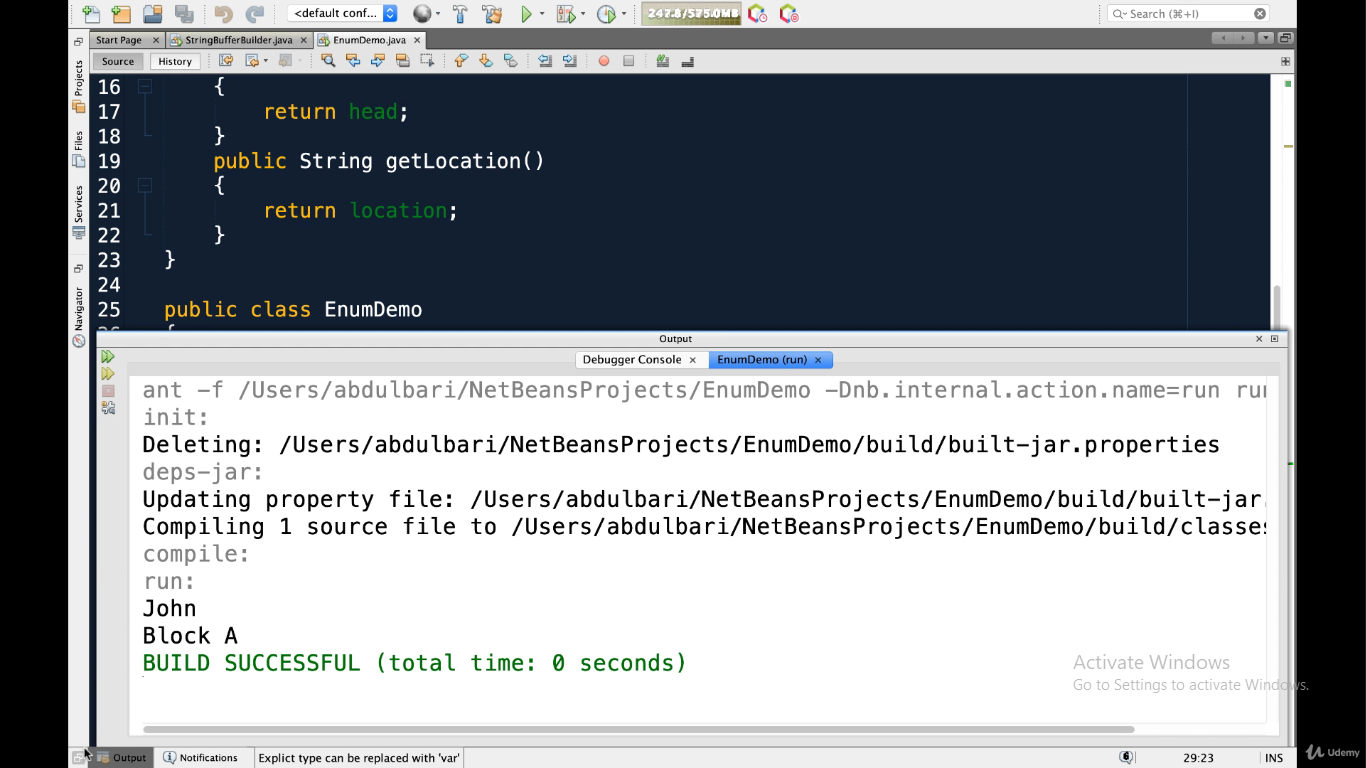 <default conf...
247.8/575.0MB
Search (⌘+I)
Start Page
StringBufferBuilder.java
EnumDemo.java
Source
History
Projects
Files
Services
Navigator
16 {
17 return head;
18 }
19 public String getLocation()
20 {
21 return location;
22 }
23 }
24
25 public class EnumDemo
Output
Debugger Console
EnumDemo (run)
ant -f /Users/abdulbari/NetBeansProjects/EnumDemo -Dnb.internal.action.name=run run
init:
Deleting: /Users/abdulbari/NetBeansProjects/EnumDemo/build/built-jar.properties
deps-jar:
Updating property file: /Users/abdulbari/NetBeansProjects/EnumDemo/build/built-jar.
Compiling 1 source file to /Users/abdulbari/NetBeansProjects/EnumDemo/build/classes
compile:
run:
John
Block A
BUILD SUCCESSFUL (total time: 0 seconds)
Activate Windows
Go to Settings to activate Windows.
Output
Notifications
Explict type can be replaced with 'var'
6
29:23
INS
Udemy